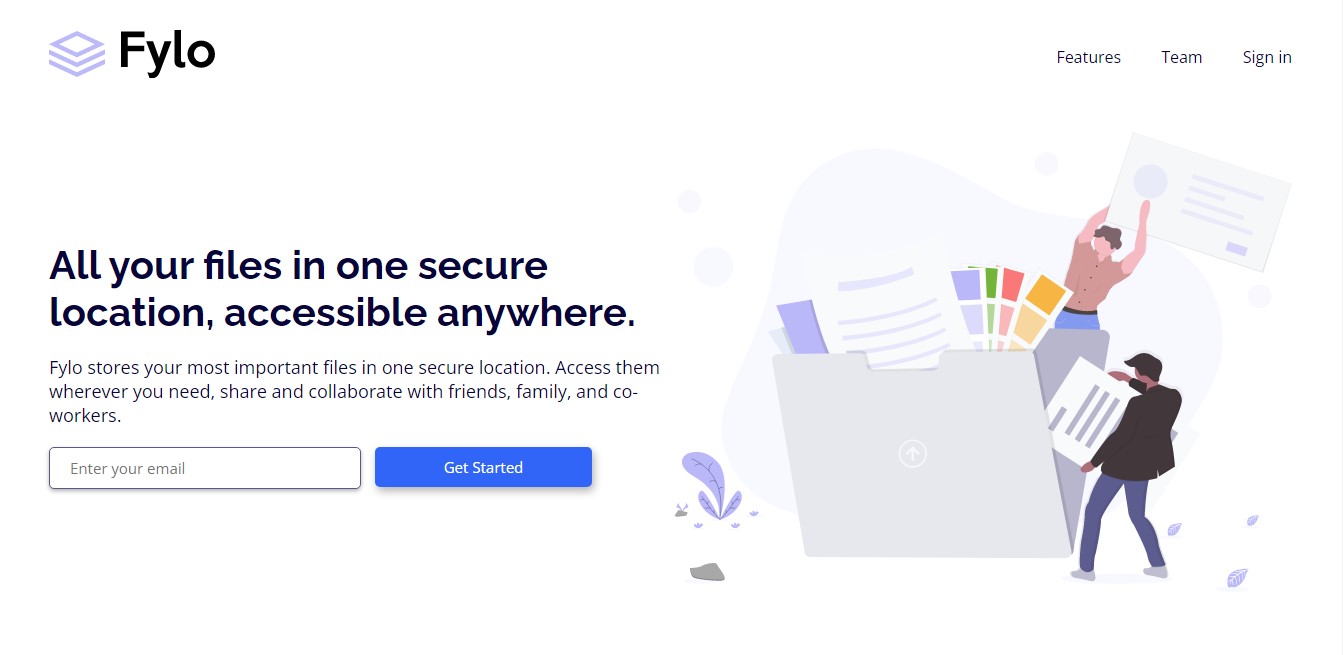 Fylo
Features
Team
Sign in
All your files in one secure
location, accessible anywhere.
Fylo stores your most important files in one secure location. Access them
wherever you need, share and collaborate with friends, family, and co-
workers.
Enter your email
Get Started